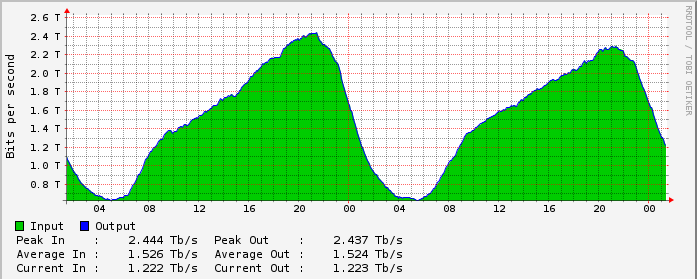 2.6 T
2.4 T
2.2 T
2.0 T
1.8 T
1.6 T
1.4 T
1.2 T
1.0 T
0.8 T
Bits per second
04 08 12 16 20 00 04 08 12 16 20 00
RRDTOOL / TOBI OETIKER
Input Output
Peak In : 2.444 Tb/s Peak Out : 2.437 Tb/s
Average In : 1.526 Tb/s Average Out : 1.524 Tb/s
Current In : 1.222 Tb/s Current Out : 1.223 Tb/s